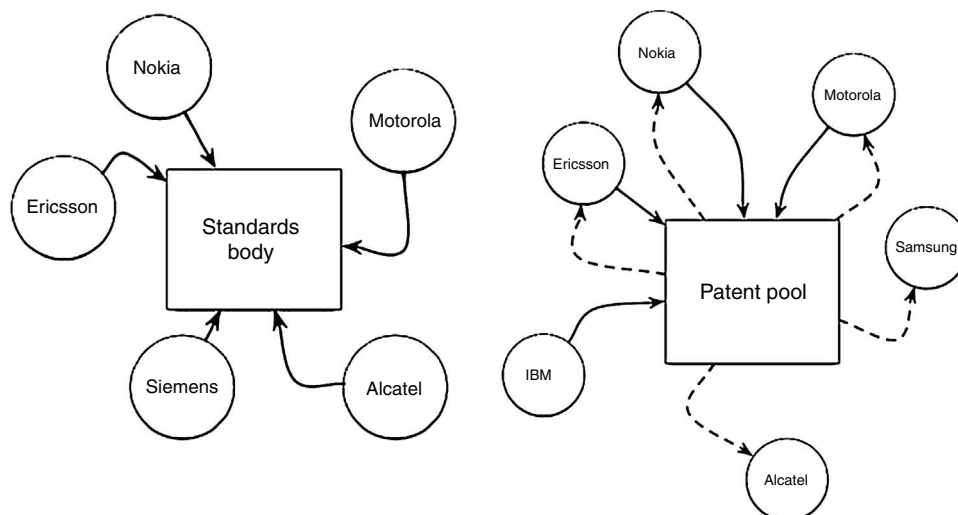 Nokia
Motorola
Ericsson
Standards
body
Siemens
Alcatel
Nokia
Motorola
Ericsson
Samsung
Patent pool
IBM
Alcatel